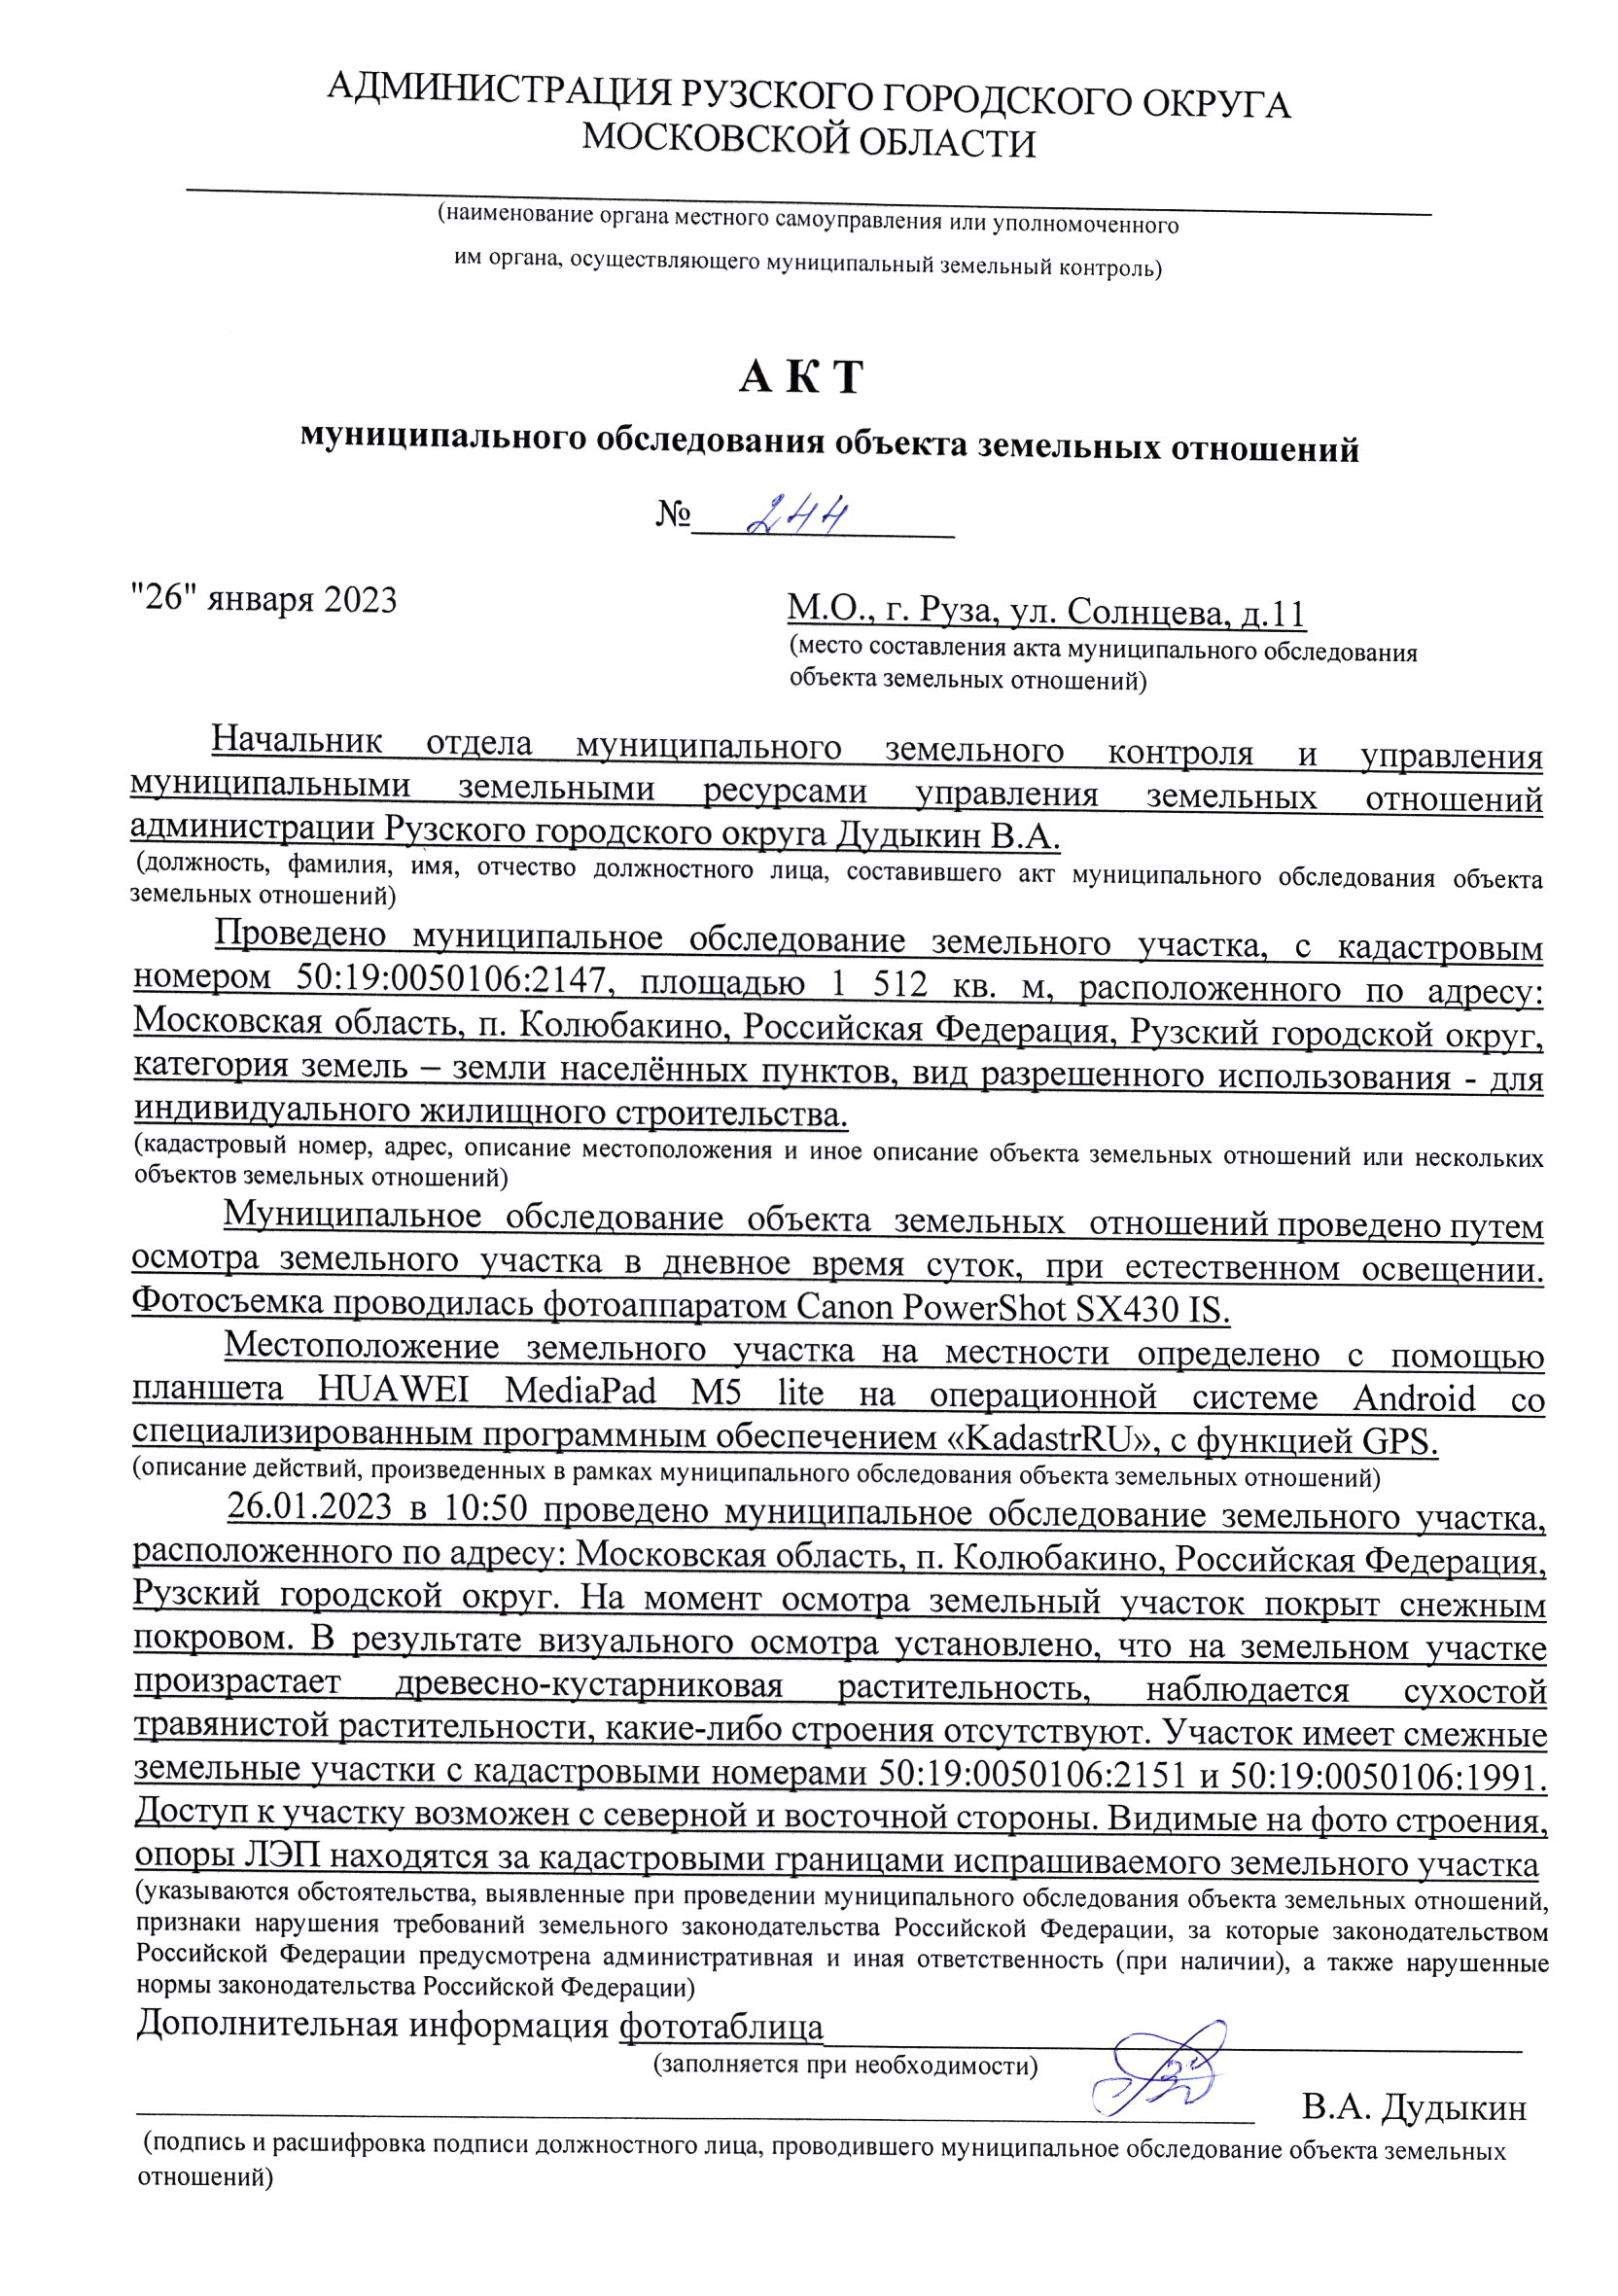 АДМИНИСТРАЦИЯ РУЗСКОГО ГОРОДСКОГО ОКРУГА
МОСКОВСКОЙ ОБЛАСТИ
(наименование органа местного самоуправления или уполномоченного
им органа, осуществляющего муниципальный земельный контроль)
А К Т
муниципального обследования объекта земельных отношений
№ 244
"26" января 2023
М.О., г. Руза, ул. Солнцева, д.11
(место составления акта муниципального обследования
объекта земельных отношений)
Начальник отдела муниципального земельного контроля и управления
муниципальными земельными ресурсами управления земельных отношений
администрации Рузского городского округа Дудыкин В.А.
(должность, фамилия, имя, отчество должностного лица, составившего акт муниципального обследования объекта
земельных отношений)
Проведено муниципальное обследование земельного участка, с кадастровым
номером 50:19:0050106:2147, площадью 1 512 кв. м, расположенного по адресу:
Московская область, п. Колюбакино, Российская Федерация, Рузский городской округ,
категория земель – земли населённых пунктов, вид разрешенного использования - для
индивидуального жилищного строительства.
(кадастровый номер, адрес, описание местоположения и иное описание объекта земельных отношений или нескольких
объектов земельных отношений)
Муниципальное обследование объекта земельных отношений проведено путем
осмотра земельного участка в дневное время суток, при естественном освещении.
Фотосъемка проводилась фотоаппаратом Canon PowerShot SX430 IS.
Местоположение земельного участка на местности определено с помощью
планшета HUAWEI MediaPad M5 lite на операционной системе Android со
специализированным программным обеспечением «KadastrRU», с функцией GPS.
(описание действий, произведенных в рамках муниципального обследования объекта земельных отношений)
26.01.2023 в 10:50 проведено муниципальное обследование земельного участка,
расположенного по адресу: Московская область, п. Колюбакино, Российская Федерация,
Рузский городской округ. На момент осмотра земельный участок покрыт снежным
покровом. В результате визуального осмотра установлено, что на земельном участке
произрастает древесно-кустарниковая растительность, наблюдается сухостой
травянистой растительности, какие-либо строения отсутствуют. Участок имеет смежные
земельные участки с кадастровыми номерами 50:19:0050106:2151 и 50:19:0050106:1991.
Доступ к участку возможен с северной и восточной стороны. Видимые на фото строения,
опоры ЛЭП находятся за кадастровыми границами испрашиваемого земельного участка
(указываются обстоятельства, выявленные при проведении муниципального обследования объекта земельных отношений,
признаки нарушения требований земельного законодательства Российской Федерации, за которые законодательством
Российской Федерации предусмотрена административная и иная ответственность (при наличии), а также нарушенные
нормы законодательства Российской Федерации)
Дополнительная информация фототаблица
(заполняется при необходимости)
В.А. Дудыкин
(подпись и расшифровка подписи должностного лица, проводившего муниципальное обследование объекта земельных
отношений)